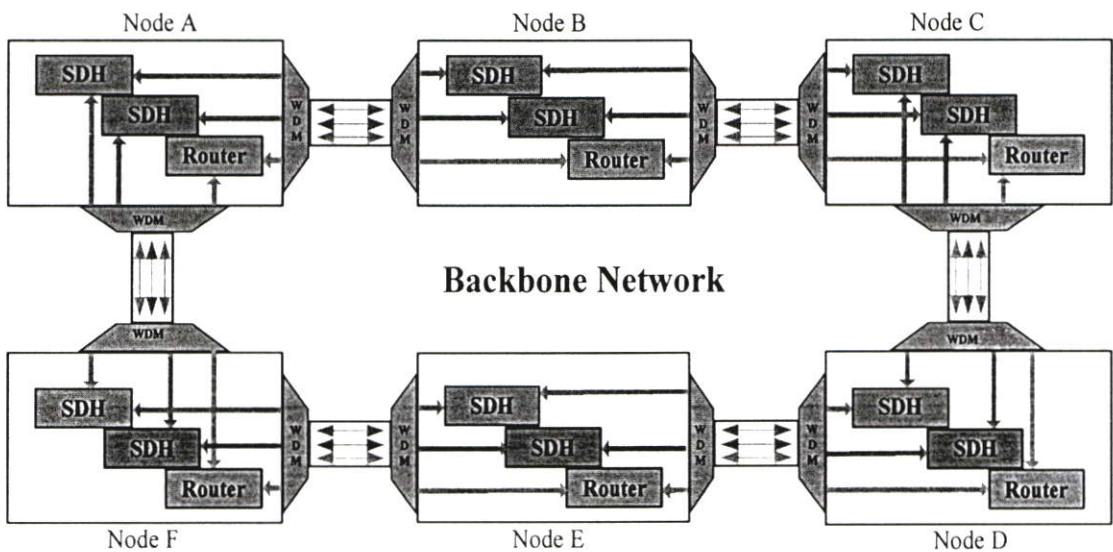 Node A
Node B
Node C
SDH
SDH
Router
WDM
WDM
SDH
SDH
Router
WDM
WDM
SDH
SDH
Router
WDM
WDM
Backbone Network
WDM
WDM
SDH
SDH
Router
WDM
WDM
SDH
SDH
Router
WDM
WDM
SDH
SDH
Router
Node F
Node E
Node D